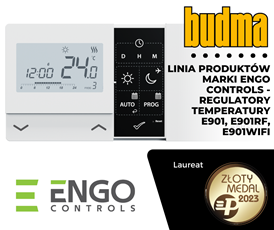 budma
LINIA PRODUKTÓW
MARKI ENGO
CONTROLS -
REGULATORY
TEMPERATURY
E901, E901RF,
E901WIFI
12:00 24.0
D H M
AUTO PROG
ENGO
CONTROLS
Laureat
ZŁOTY
MEDAL
2023